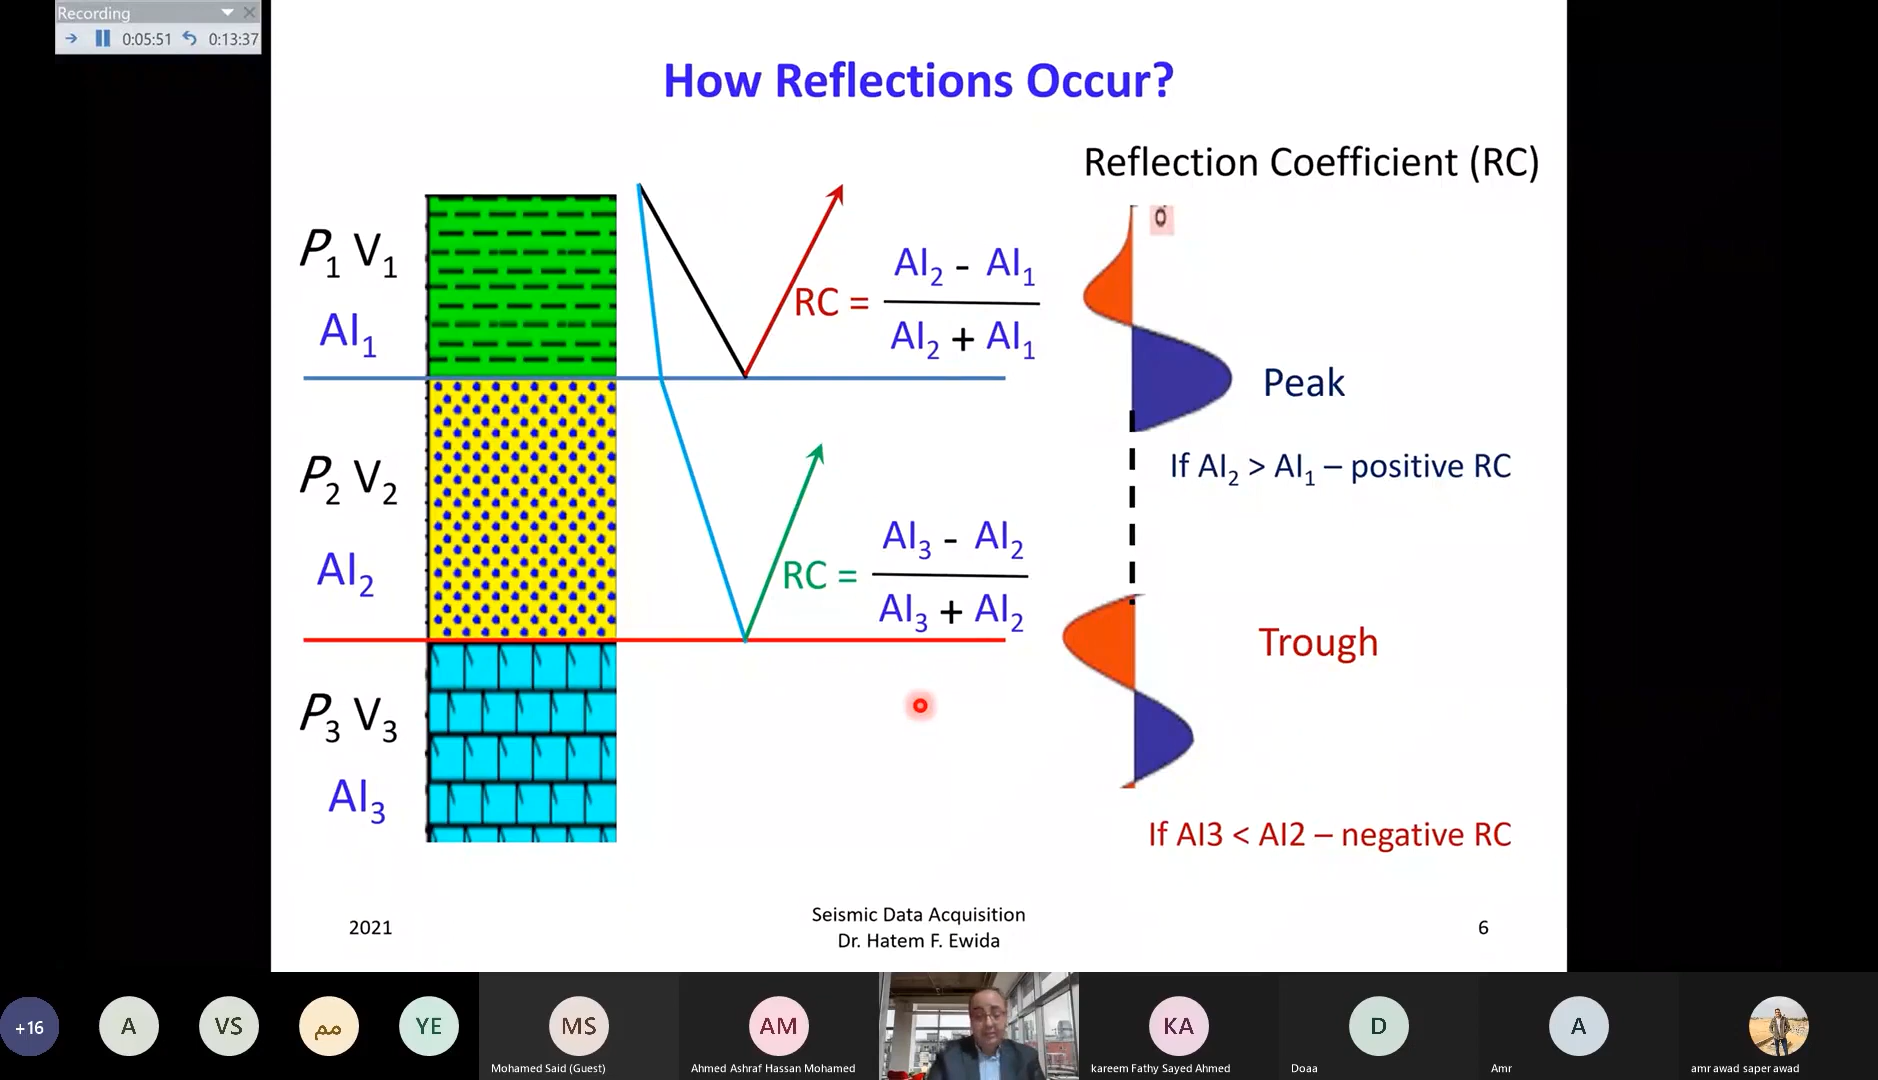 Recording
0:05:51 0:13:37
How Reflections Occur?
Reflection Coefficient (RC)
P₁ V₁
AI₁
RC = AI₂ - AI₁
AI₂ + AI₁
Peak
If AI₂ > AI₁ – positive RC
P₂ V₂
AI₂
RC = AI₃ - AI₂
AI₃ + AI₂
Trough
P₃ V₃
AI₃
If AI3 < AI2 – negative RC
2021
Seismic Data Acquisition
Dr. Hatem F. Ewida
6
+16
A
VS
مم
YE
MS
Mohamed Said (Guest)
AM
Ahmed Ashraf Hassan Mohamed
KA
kareem Fathy Sayed Ahmed
D
Doaa
A
Amr
amr awad saper awad